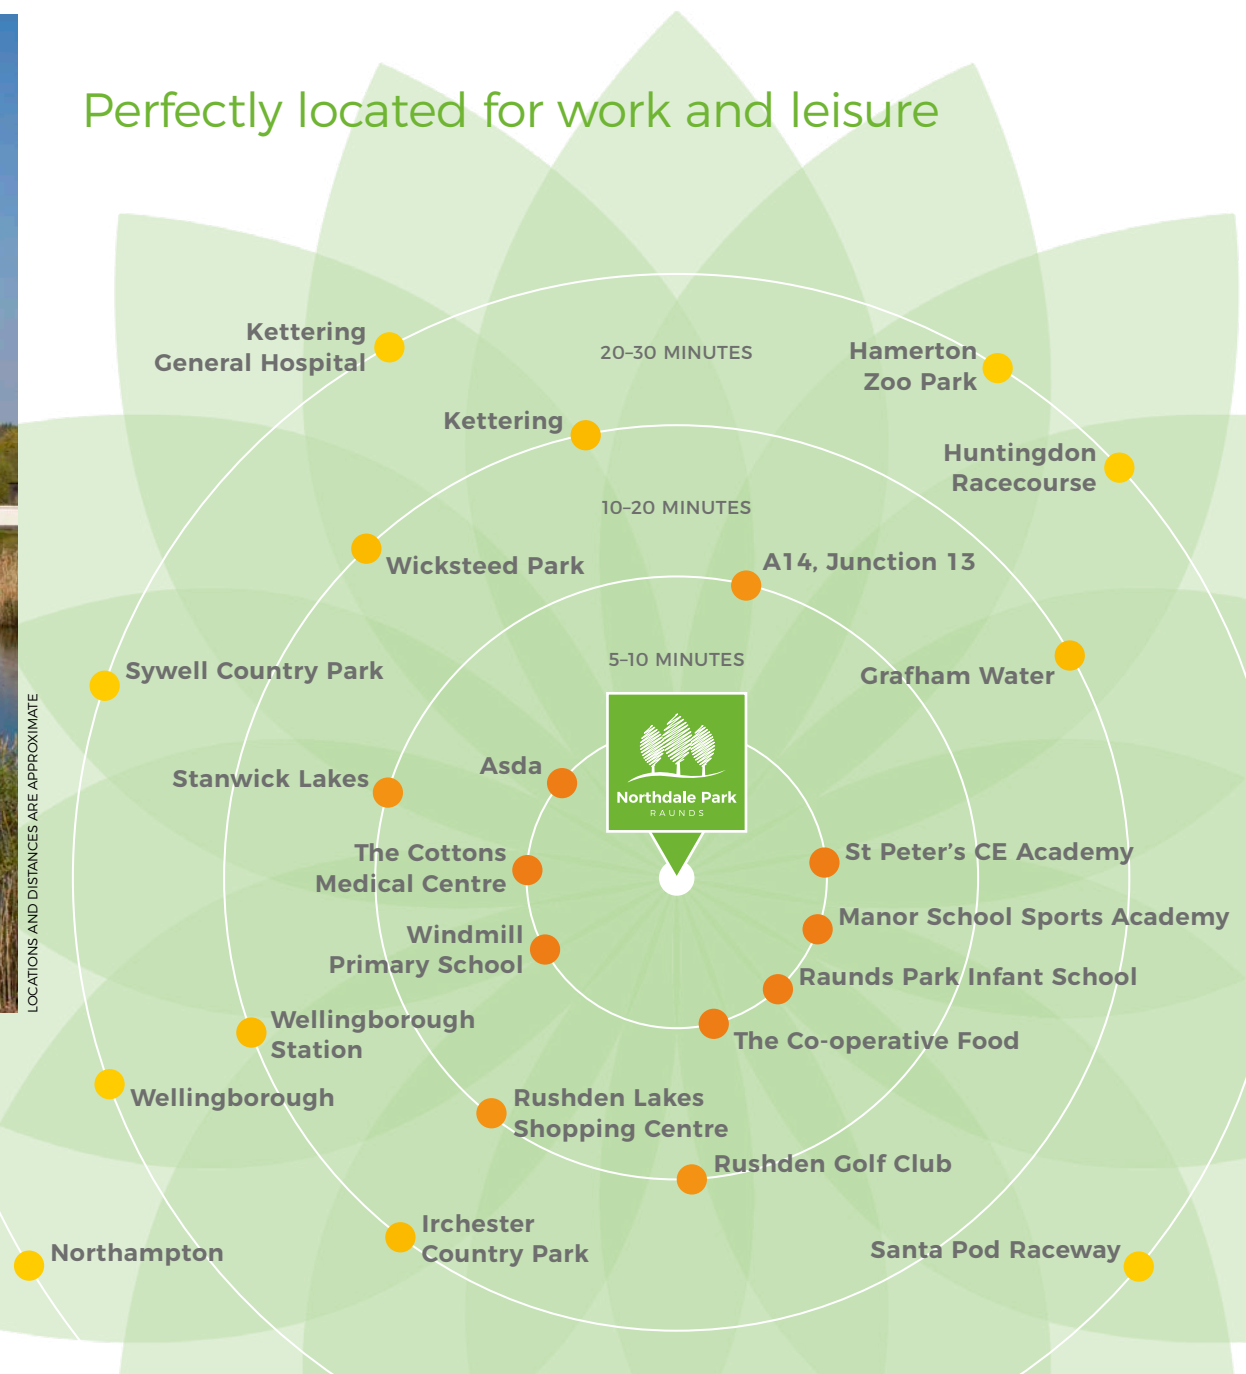 Perfectly located for work and leisure
Kettering
General Hospital
20–30 MINUTES
Hamerton
Zoo Park
Kettering
Huntingdon
Racecourse
10–20 MINUTES
Wicksteed Park
A14, Junction 13
Sywell Country Park
5–10 MINUTES
Grafham Water
Stanwick Lakes
Asda
Northdale Park
RAUNDS
The Cottons
Medical Centre
St Peter’s CE Academy
Manor School Sports Academy
Windmill
Primary School
Raunds Park Infant School
Wellingborough
Station
The Co-operative Food
Wellingborough
Rushden Lakes
Shopping Centre
Rushden Golf Club
Northampton
Irchester
Country Park
Santa Pod Raceway
LOCATIONS AND DISTANCES ARE APPROXIMATE